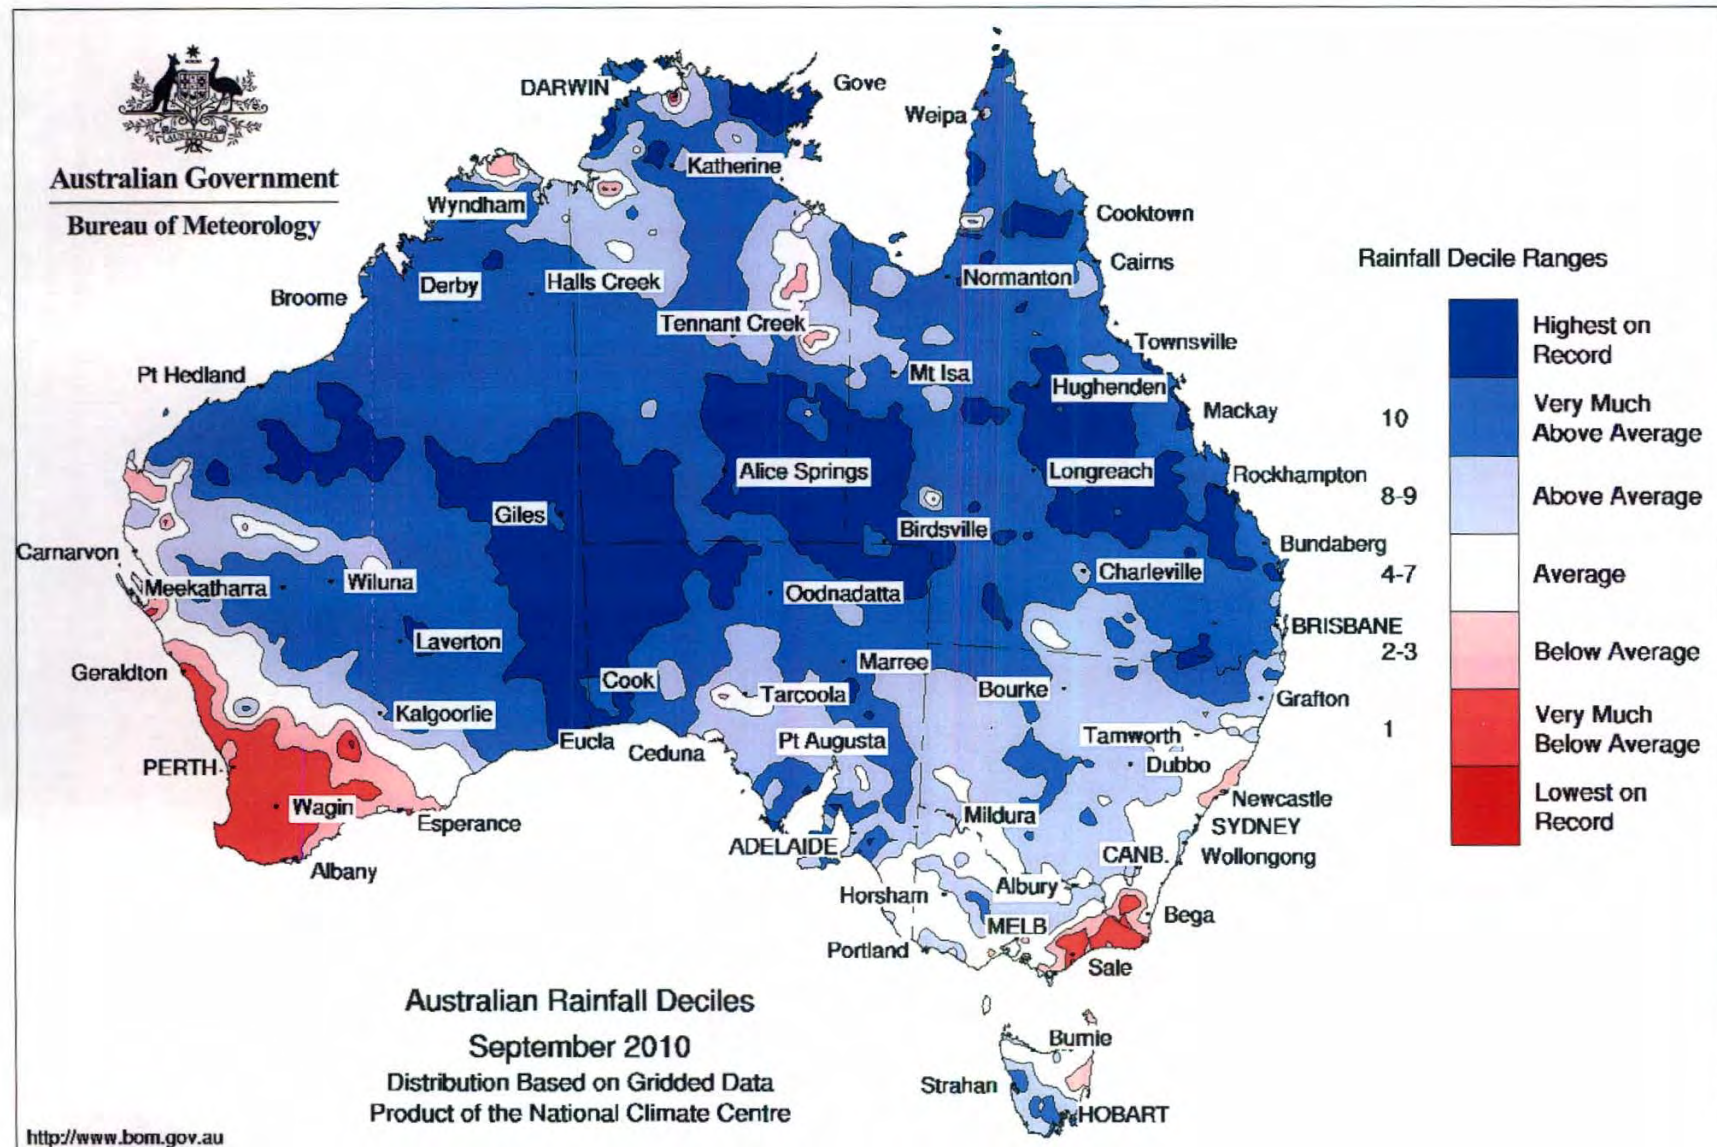 AUSTRALIA
Australian Government
Bureau of Meteorology
DARWIN
Gove
Weipa
Katherine
Wyndham
Cooktown
Cairns
Normanton
Derby
Halls Creek
Broome
Tennant Creek
Townsville
Pt Hedland
Mt Isa
Hughenden
Mackay
Alice Springs
Longreach
Rockhampton
Giles
Birdsville
Bundaberg
Carnarvon
Meekatharra
Wiluna
Charleville
Oodnadatta
Laverton
BRISBANE
Geraldton
Cook
Marree
Bourke
Tarcoola
Grafton
Kalgoorlie
Eucla
Ceduna
Pt Augusta
Tamworth
Dubbo
PERTH
Wagin
Esperance
Mildura
Newcastle
SYDNEY
ADELAIDE
CANB.
Wollongong
Albany
Horsham
Albury
Bega
MELB
Portland
Sale
Burnie
Strahan
HOBART
Rainfall Decile Ranges
Highest on
Record
10
Very Much
Above Average
8-9
Above Average
4-7
Average
2-3
Below Average
1
Very Much
Below Average
Lowest on
Record
Australian Rainfall Deciles
September 2010
Distribution Based on Gridded Data
Product of the National Climate Centre
http://www.bom.gov.au